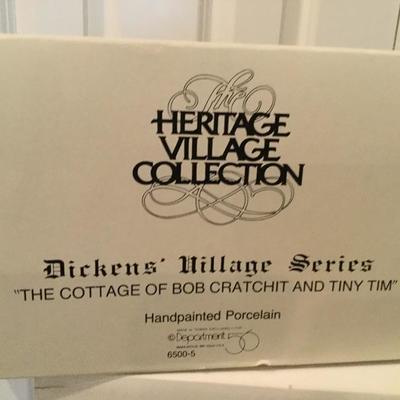 The
HERITAGE
VILLAGE
COLLECTION
Dickens' Village Series
"THE COTTAGE OF BOB CRATCHIT AND TINY TIM"
Handpainted Porcelain
© Department 56
6500-5